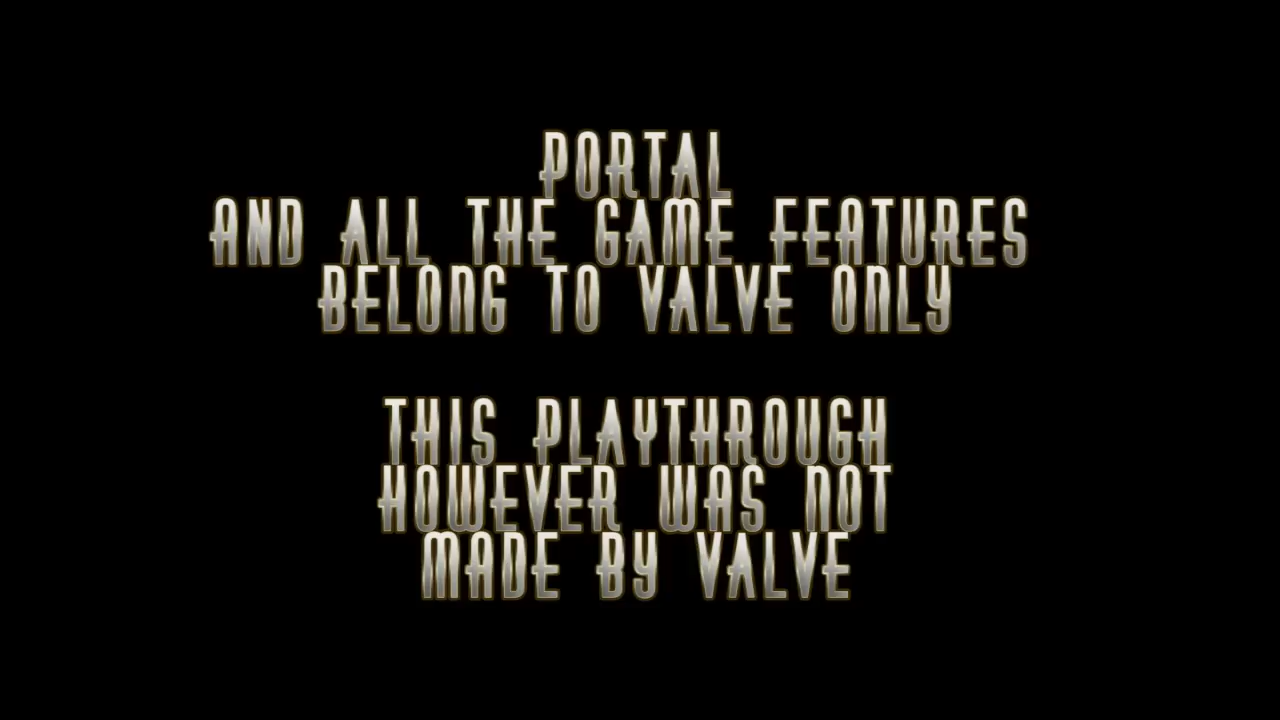 PORTAL
AND ALL THE GAME FEATURES
BELONG TO VALVE ONLY
THIS PLAYTHROUGH
HOWEVER WAS NOT
MADE BY VALVE